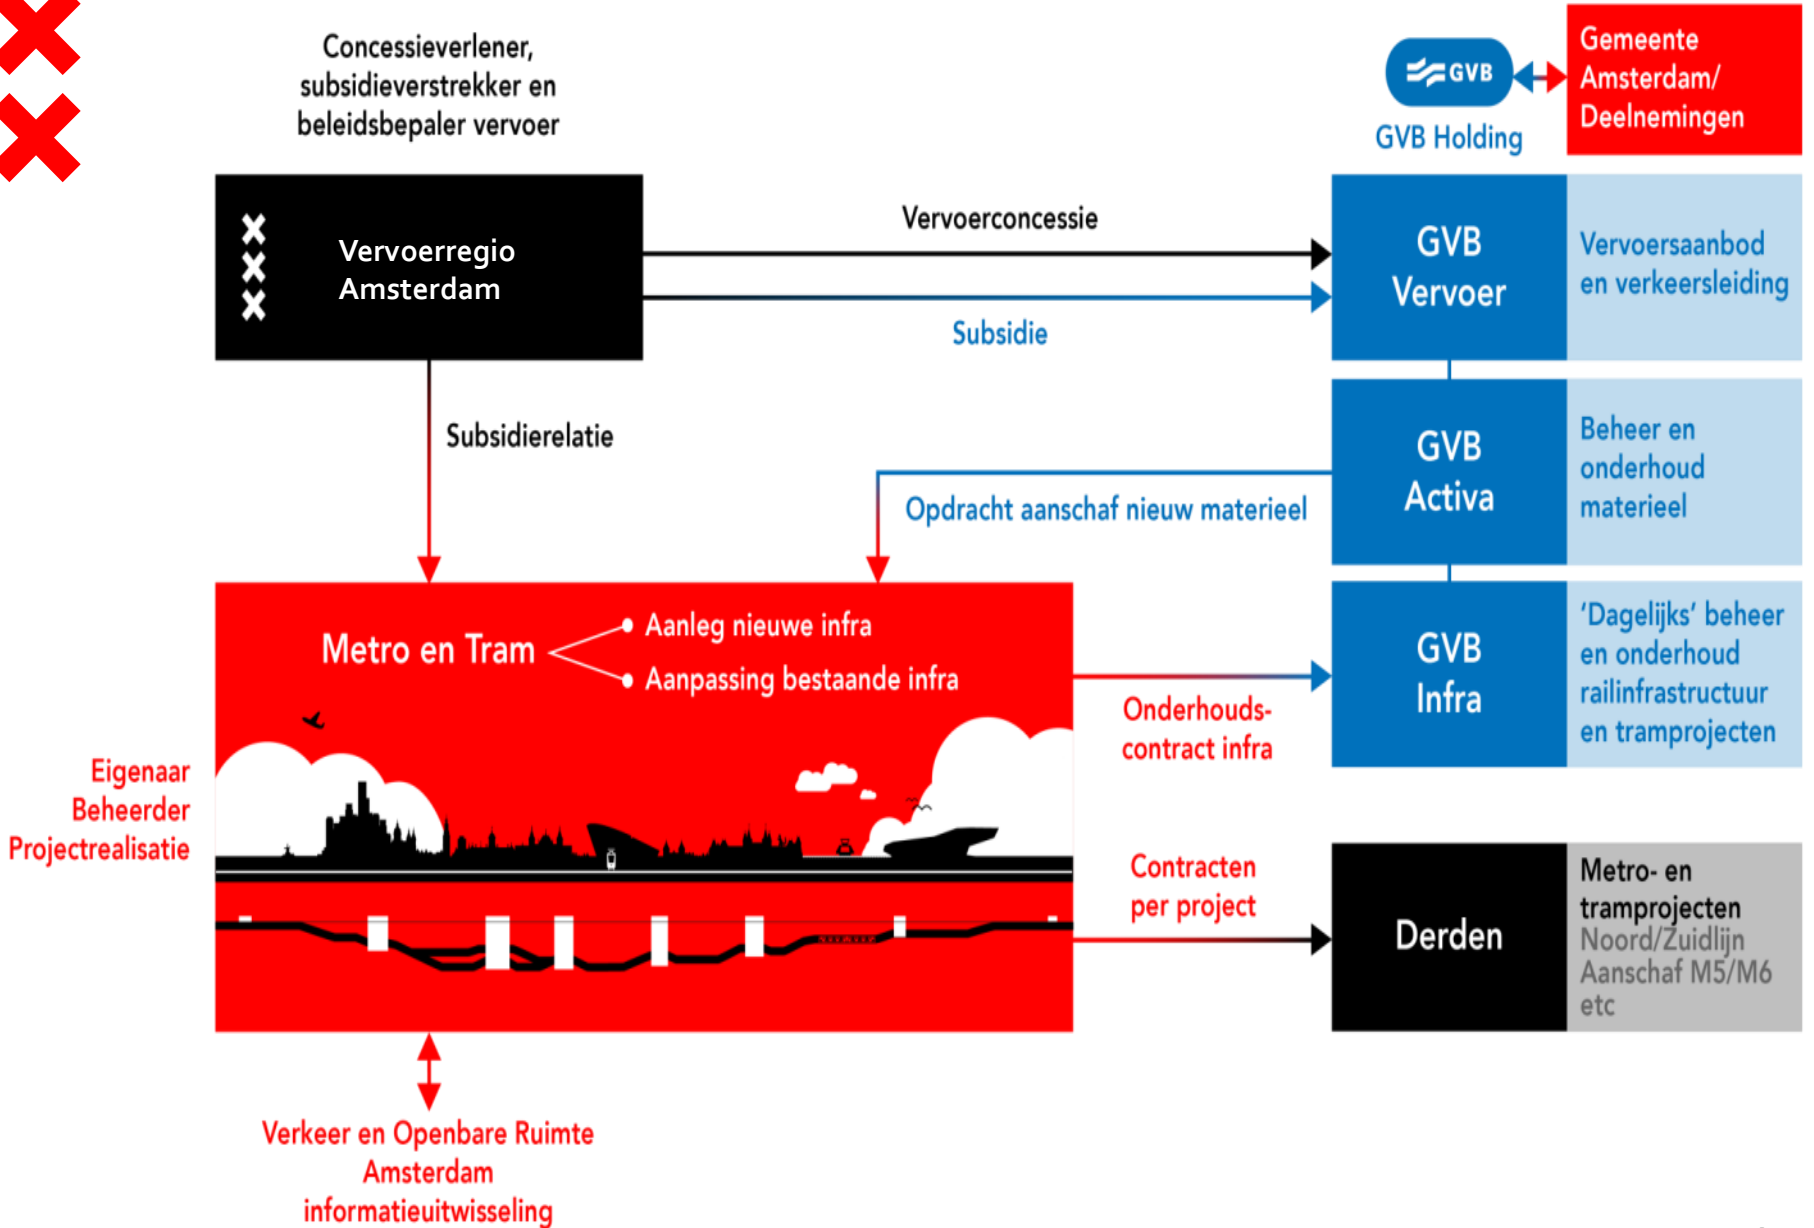 Concessieverlener,
subsidieverstrekker en
beleidsbepaler vervoer
GVB
GVB Holding
Gemeente
Amsterdam/
Deelnemingen
Vervoerregio
Amsterdam
Vervoerconcessie
Subsidie
GVB
Vervoer
Vervoersaanbod
en verkeersleiding
Subsidierelatie
Opdracht aanschaf nieuw materieel
GVB
Activa
Beheer en
onderhoud
materieel
Metro en Tram
Aanleg nieuwe infra
Aanpassing bestaande infra
Onderhouds-
contract infra
GVB
Infra
‘Dagelijks’ beheer
en onderhoud
railinfrastructuur
en tramprojecten
Eigenaar
Beheerder
Projectrealisatie
Contracten
per project
Derden
Metro- en
tramprojecten
Noord/Zuidlijn
Aanschaf M5/M6
etc
Verkeer en Openbare Ruimte
Amsterdam
informatieuitwisseling